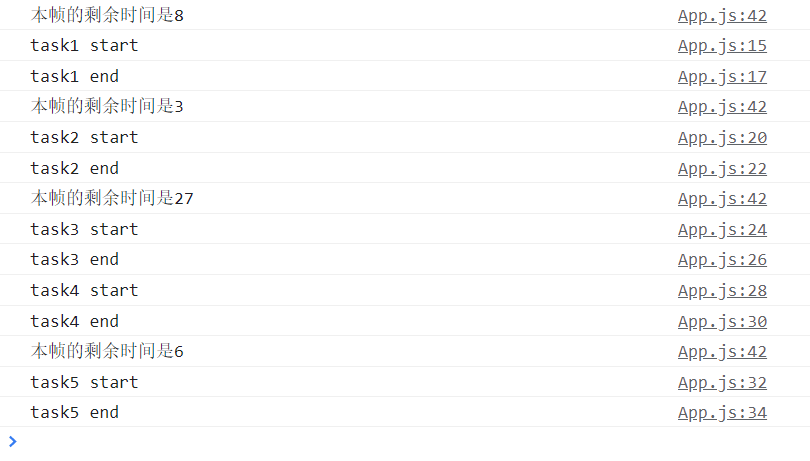 本帧的剩余时间是8 App.js:42
task1 start App.js:15
task1 end App.js:17
本帧的剩余时间是3 App.js:42
task2 start App.js:20
task2 end App.js:22
本帧的剩余时间是27 App.js:42
task3 start App.js:24
task3 end App.js:26
task4 start App.js:28
task4 end App.js:30
本帧的剩余时间是6 App.js:42
task5 start App.js:32
task5 end App.js:34